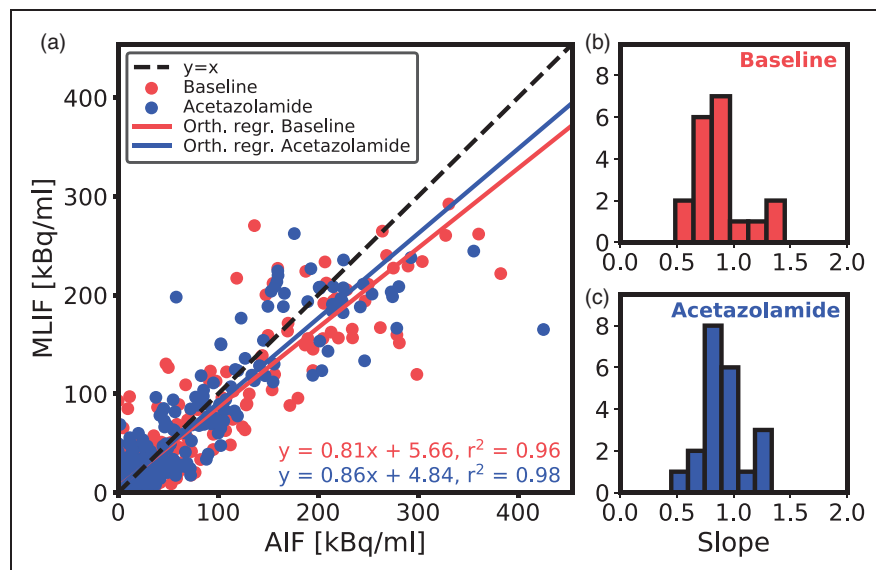 (a)
y=x
Baseline
Acetazolamide
Orth. regr. Baseline
Orth. regr. Acetazolamide
400
300
200
100
0
MLIF [kBq/ml]
y = 0.81x + 5.66, r² = 0.96
y = 0.86x + 4.84, r² = 0.98
0 100 200 300 400
AIF [kBq/ml]
(b)
Baseline
8
6
4
2
0
0.0 0.5 1.0 1.5 2.0
(c)
Acetazolamide
8
6
4
2
0
0.0 0.5 1.0 1.5 2.0
Slope